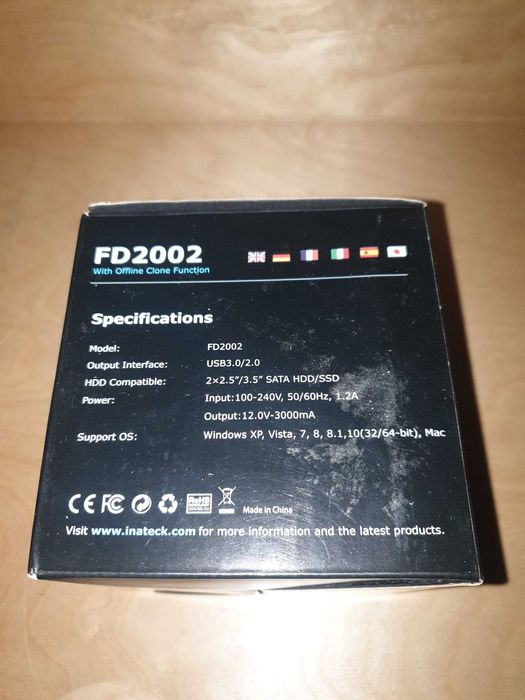 FD2002
With Offline Clone Function
Specifications
Model: FD2002
Output Interface: USB3.0/2.0
HDD Compatible: 2×2.5”/3.5” SATA HDD/SSD
Power: Input:100-240V, 50/60Hz, 1.2A
Output:12.0V-3000mA
Support OS: Windows XP, Vista, 7, 8, 8.1,10(32/64-bit), Mac
CE FC RoHS Made in China
Visit www.inateck.com for more information and the latest products.